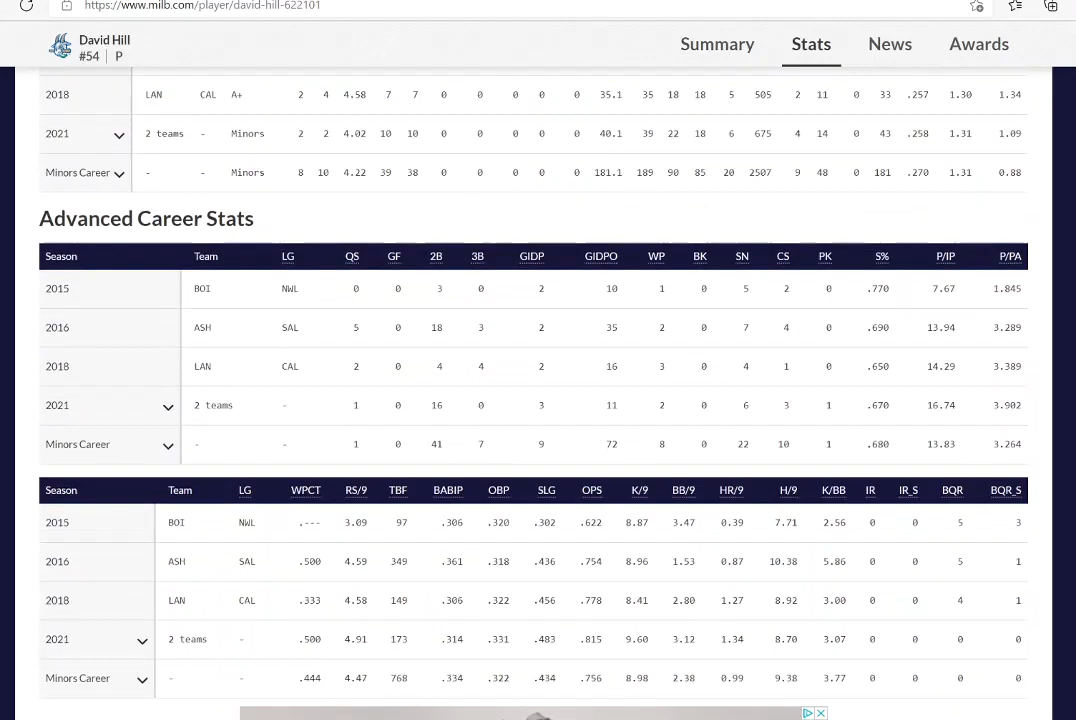 https://www.milb.com/player/david-hill-622101
David Hill
#54 | P
Summary Stats News Awards
2018 LAN CAL A+ 2 4 4.58 7 7 0 0 0 0 0 35.1 35 18 18 5 505 2 11 0 33 .257 1.30 1.34
2021 2 teams - Minors 2 2 4.02 10 10 0 0 0 0 0 40.1 39 22 18 6 675 4 14 0 43 .258 1.31 1.09
Minors Career - - Minors 8 10 4.22 39 38 0 0 0 0 0 181.1 189 90 85 20 2507 9 48 0 181 .270 1.31 0.88
Advanced Career Stats
Season Team LG QS GF 2B 3B GIDP GIDPO WP BK SN CS PK S% P/IP P/PA
2015 BOI NWL 0 0 3 0 2 10 1 0 5 2 0 .770 7.67 1.845
2016 ASH SAL 5 0 18 3 2 35 2 0 7 4 0 .690 13.94 3.289
2018 LAN CAL 2 0 4 4 2 16 3 0 4 1 0 .650 14.29 3.389
2021 2 teams - 1 0 16 0 3 11 2 0 6 3 1 .670 16.74 3.902
Minors Career - - 1 0 41 7 9 72 8 0 22 10 1 .680 13.83 3.264
Season Team LG WPCT RS/9 TBF BABIP OBP SLG OPS K/9 BB/9 HR/9 H/9 K/BB IR IR_S BQR BQR_S
2015 BOI NWL .--- 3.09 97 .306 .320 .302 .622 8.87 3.47 0.39 7.71 2.56 0 0 5 3
2016 ASH SAL .500 4.59 349 .361 .318 .436 .754 8.96 1.53 0.87 10.38 5.86 0 0 5 1
2018 LAN CAL .333 4.58 149 .306 .322 .456 .778 8.41 2.80 1.27 8.92 3.00 0 0 4 1
2021 2 teams - .500 4.91 173 .314 .331 .483 .815 9.60 3.12 1.34 8.70 3.07 0 0 0 0
Minors Career - - .444 4.47 768 .334 .322 .434 .756 8.98 2.38 0.99 9.38 3.77 0 0 0 0